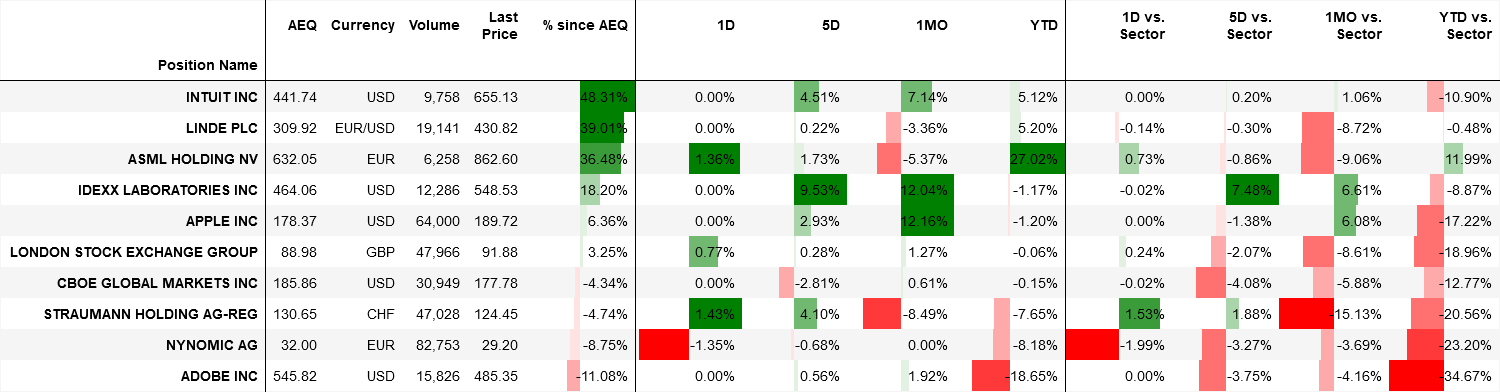 AEQ Currency Volume Last Price % since AEQ 1D 5D 1MO YTD 1D vs. Sector 5D vs. Sector 1MO vs. Sector YTD vs. Sector
Position Name
INTUIT INC 441.74 USD 9,758 655.13 48.31% 0.00% 4.51% 7.14% 5.12% 0.00% 0.20% 1.06% -10.90%
LINDE PLC 309.92 EUR/USD 19,141 430.82 39.01% 0.00% 0.22% -3.36% 5.20% -0.14% -0.30% -8.72% -0.48%
ASML HOLDING NV 632.05 EUR 6,258 862.60 36.48% 1.36% 1.73% -5.37% 27.02% 0.73% -0.86% -9.06% 11.99%
IDEXX LABORATORIES INC 464.06 USD 12,286 548.53 18.20% 0.00% 9.53% 12.04% -1.17% -0.02% 7.48% 6.61% -8.87%
APPLE INC 178.37 USD 64,000 189.72 6.36% 0.00% 2.93% 12.16% -1.20% 0.00% -1.38% 6.08% -17.22%
LONDON STOCK EXCHANGE GROUP 88.98 GBP 47,966 91.88 3.25% 0.77% 0.28% 1.27% -0.06% 0.24% -2.07% -8.61% -18.96%
CBOE GLOBAL MARKETS INC 185.86 USD 30,949 177.78 -4.34% 0.00% -2.81% 0.61% -0.15% -0.02% -4.08% -5.88% -12.77%
STRAUMANN HOLDING AG-REG 130.65 CHF 47,028 124.45 -4.74% 1.43% 4.10% -8.49% -7.65% 1.53% 1.88% -15.13% -20.56%
NYNOMIC AG 32.00 EUR 82,753 29.20 -8.75% -1.35% -0.68% 0.00% -8.18% -1.99% -3.27% -3.69% -23.20%
ADOBE INC 545.82 USD 15,826 485.35 -11.08% 0.00% 0.56% 1.92% -18.65% 0.00% -3.75% -4.16% -34.67%